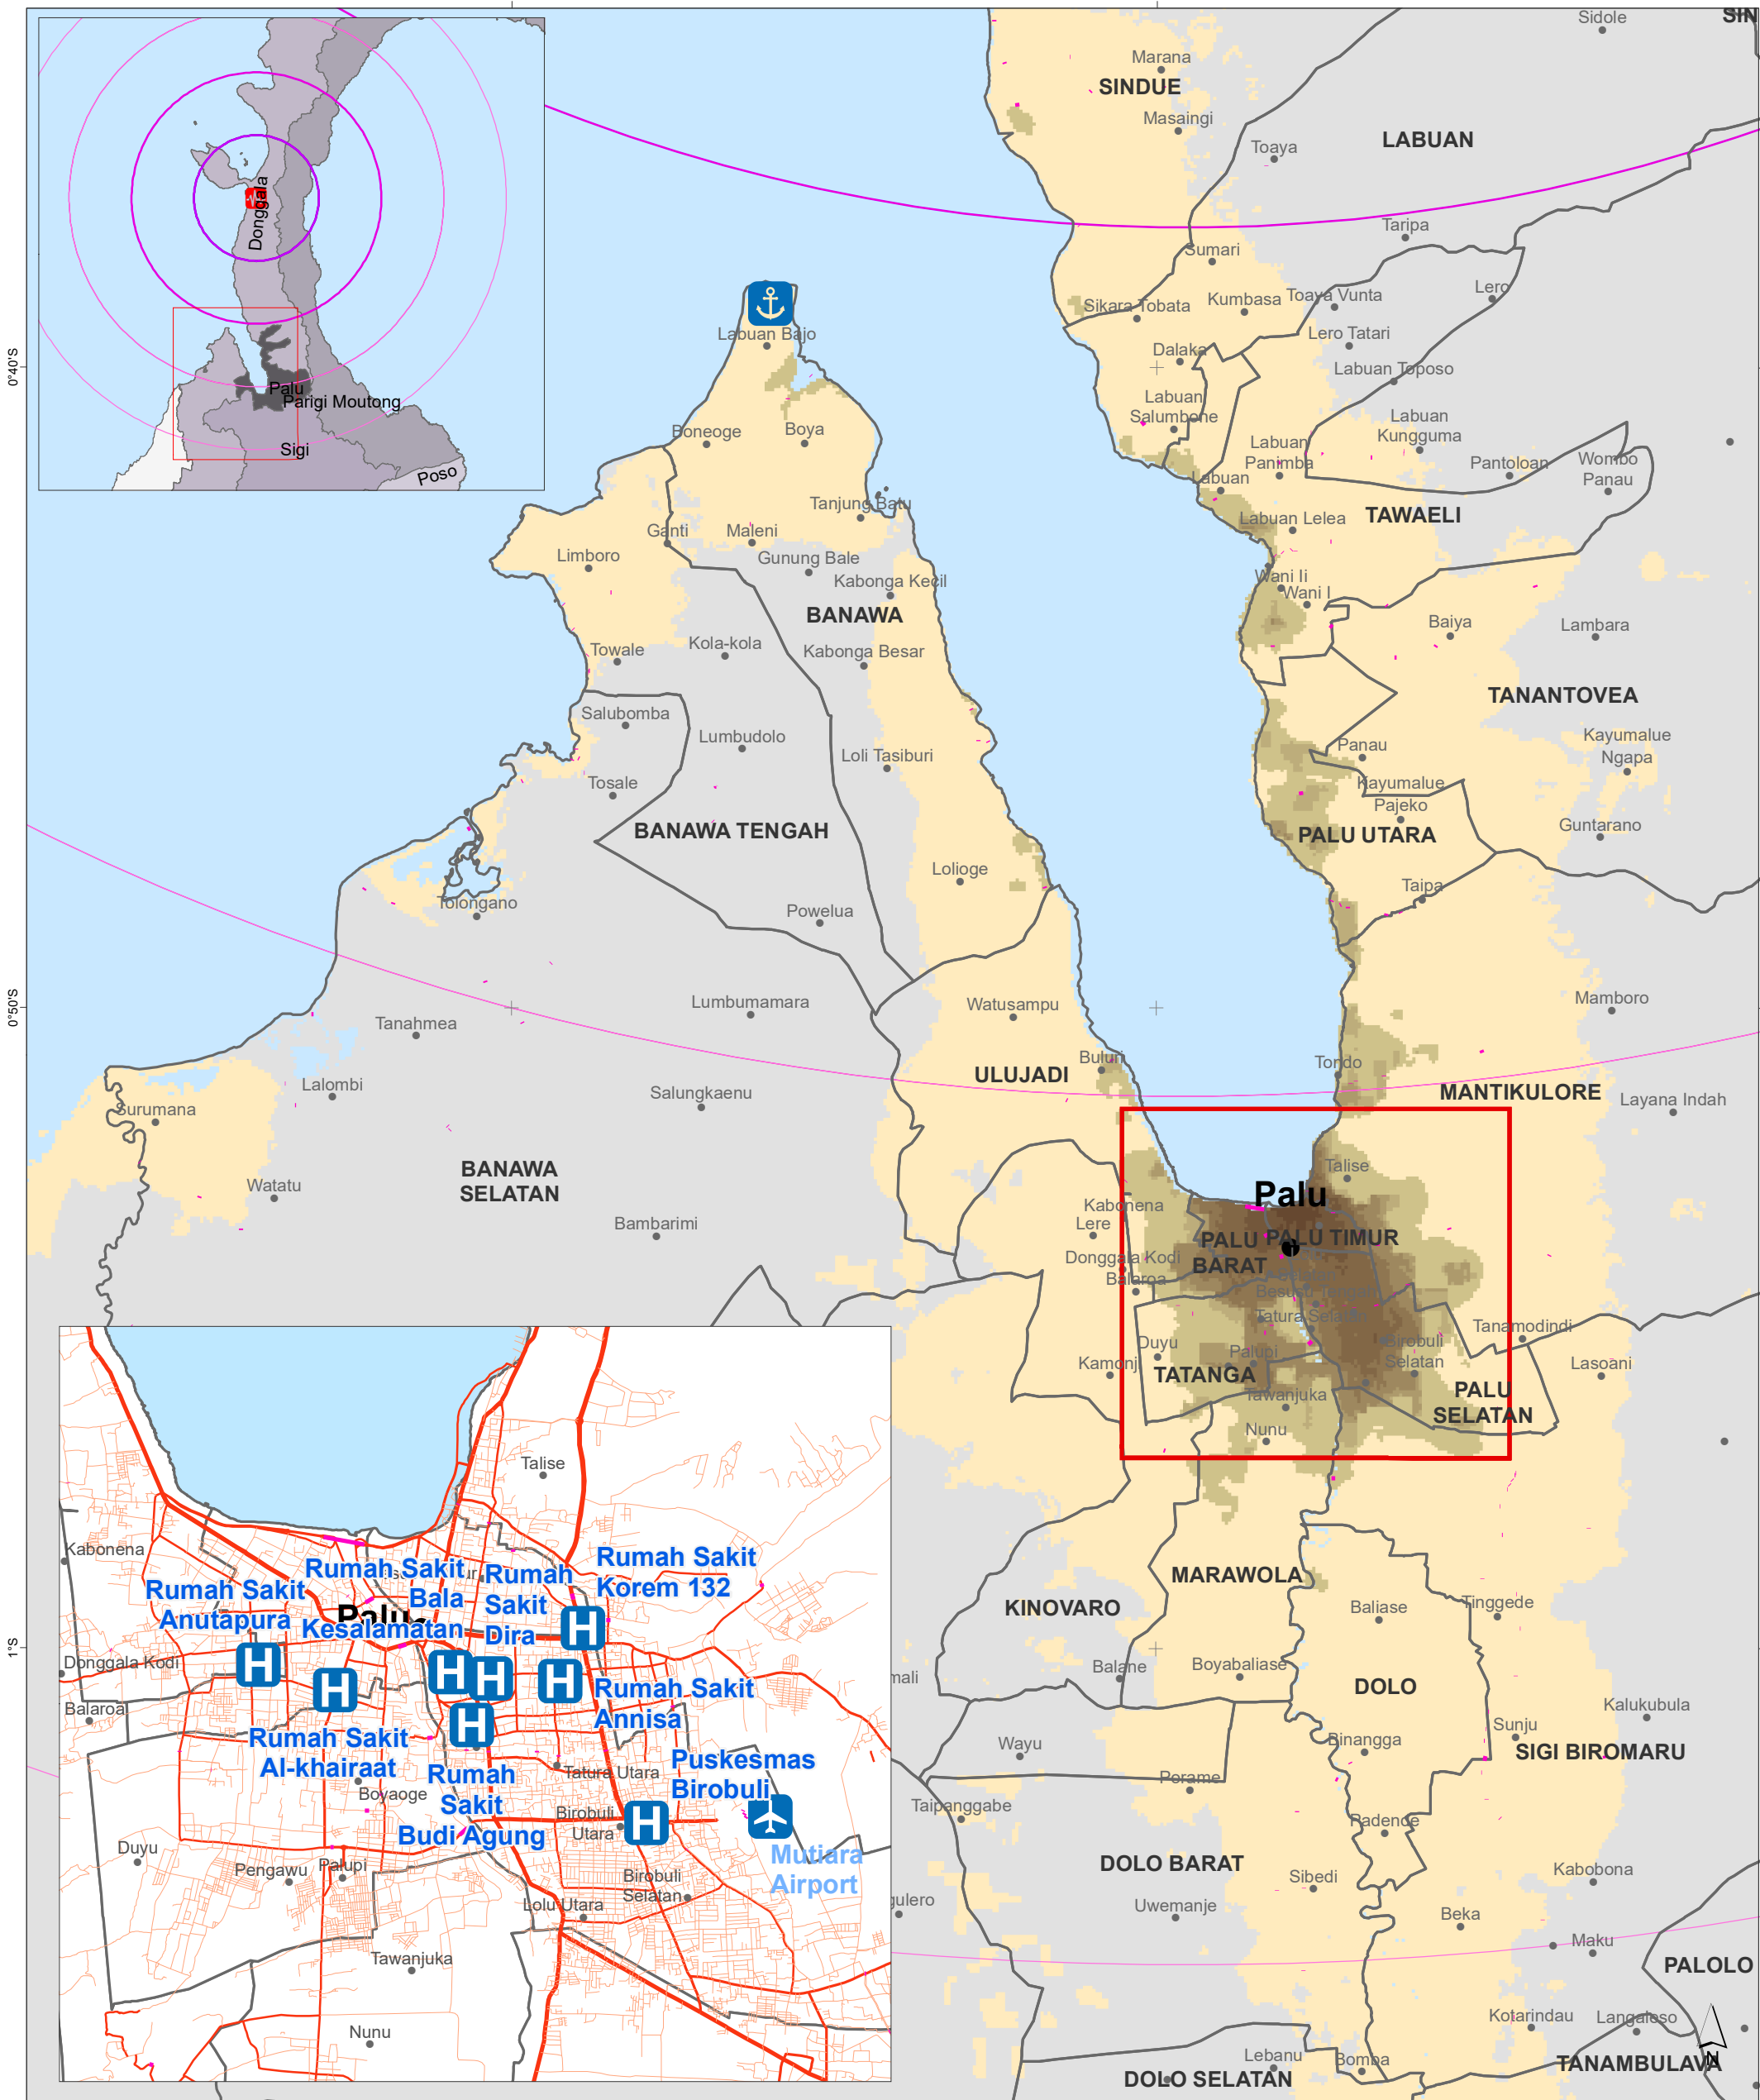 Sidole
SIN
Marana
SINDUE
Masaingi
LABUAN
Toaya
Donggala
Palu
Parigi Moutong
Sigi
Poso
Taripa
Sumari
Lero
Sikara Tobata
Kumbasa
Toaya Vunta
Labuan Bajo
Lero Tatari
Dalaka
Labuan Toposo
0°40'S
Labuan
Salumbone
Labuan
Kungguma
Boneoge
Boya
Labuan
Panimba
Pantoloan
Wombo
Panau
Labuan
Tanjung Batu
TAWAELI
Labuan Lelea
Ganti
Maleni
Limboro
Gunung Bale
Wani Ii
Kabonga Kecil
Wani I
BANAWA
Baiya
Lambara
Towale
Kola-kola
Kabonga Besar
TANANTOVEA
Salubomba
Lumbudolo
Loli Tasiburi
Panau
Kayumalue
Ngapa
Tosale
Kayumalue
Pajeko
BANAWA TENGAH
PALU UTARA
Guntarano
Lolioge
Taipa
Tolongano
Powelua
0°50'S
Lumbumamara
Watusampu
Mamboro
Tanahmea
Buluri
Tondo
ULUJADI
Lalombi
Salungkaenu
MANTIKULORE
Layana Indah
Surumana
BANAWA
SELATAN
Watatu
Bambarimi
Talise
Palu
Kabonena
Lere
PALU
BARAT
PALU TIMUR
Donggala Kodi
Balaroa
Tatura Selatan
Duyu
Palupi
Birobuli
Selatan
Tanamodindi
Kamonji
TATANGA
Lasoani
Tawanjuka
PALU
SELATAN
Nunu
Talise
Kabonena
Rumah Sakit
Anutapura
Rumah Sakit
Bala
Kesalamatan
Rumah
Sakit
Dira
Rumah Sakit
Korem 132
Palu
H
H
H
H
H
H
H
H
Donggala Kodi
Balaroa
Rumah Sakit
Annisa
Rumah Sakit
Al-khairaat
Boyaoge
Rumah
Sakit
Budi Agung
Tatura Utara
Puskesmas
Birobuli
Birobuli
Utara
Mutiara
Airport
Duyu
Pengawu
Palupi
Birobuli
Selatan
Lolu Utara
Tawanjuka
Nunu
1°S
MARAWOLA
KINOVARO
Baliase
Tinggede
Balane
Boyabaliase
mali
DOLO
Kalukubula
Wayu
Binangga
Sunju
SIGI BIROMARU
Porame
Taipanggabe
Padende
DOLO BARAT
Sibedi
Kabobona
gulero
Uwemanje
Beka
Maku
PALOLO
Kotarindau
Langaleso
N
Lebanu
Bomba
TANAMBULAVA
DOLO SELATAN